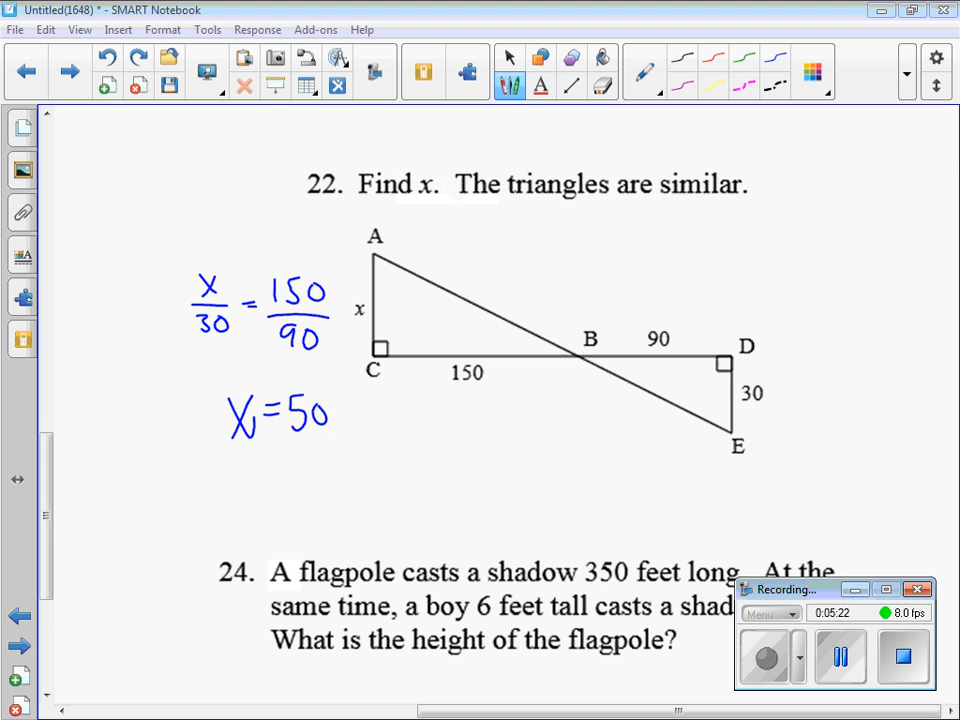 Untitled(1648) * - SMART Notebook
File Edit View Insert Format Tools Response Add-ons Help
22. Find x. The triangles are similar.
A
x/30 = 150/90
x
B 90 D
C 150
30
X=50
E
24. A flagpole casts a shadow 350 feet long. At the
same time, a boy 6 feet tall casts a shad
What is the height of the flagpole?
Recording...
Menu 0:05:22 8.0 fps